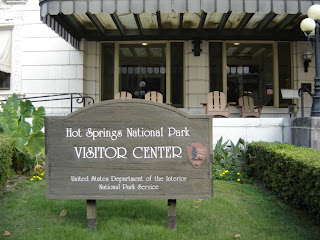 Hot Springs National Park
VISITOR CENTER
United States Department of the Interior
National Park Service